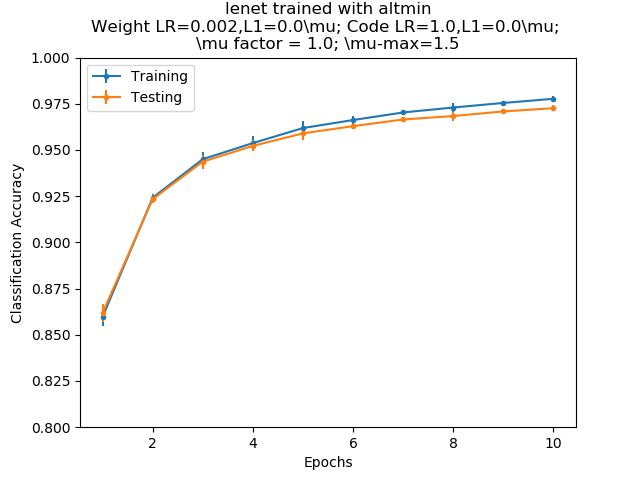 lenet trained with altmin
Weight LR=0.002,L1=0.0\mu; Code LR=1.0,L1=0.0\mu;
\mu factor = 1.0; \mu-max=1.5
Training
Testing
1.000
0.975
0.950
0.925
0.900
0.875
0.850
0.825
0.800
Classification Accuracy
2 4 6 8 10
Epochs